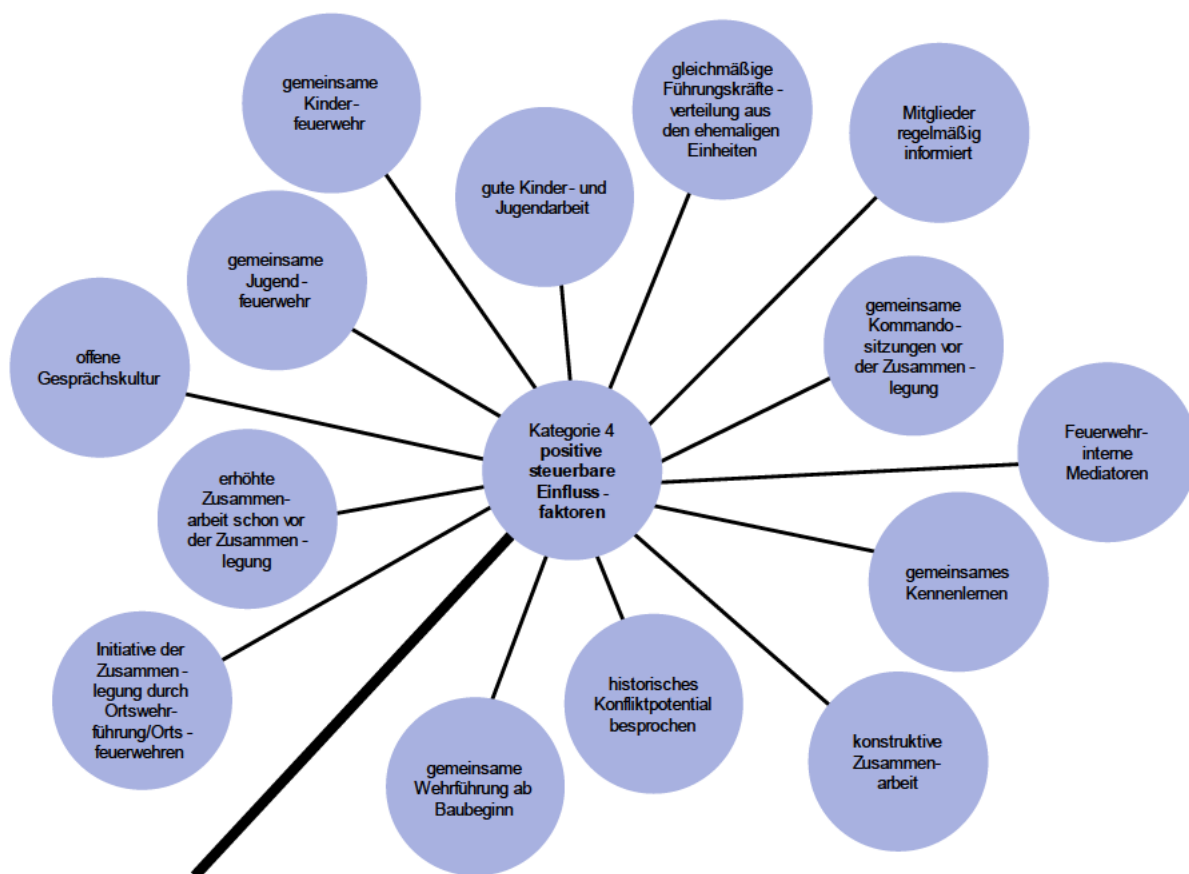 gemeinsame
Kinder-
feuerwehr
gleichmäßige
Führungskräfte -
verteilung aus
den ehemaligen
Einheiten
Mitglieder
regelmäßig
informiert
gute Kinder- und
Jugendarbeit
gemeinsame
Jugend-
feuerwehr
gemeinsame
Kommando-
sitzungen vor
der Zusammen -
legung
offene
Gesprächskultur
Kategorie 4
positive
steuerbare
Einfluss -
faktoren
Feuerwehr-
interne
Mediatoren
erhöhte
Zusammen-
arbeit schon vor
der Zusammen -
legung
gemeinsames
Kennenlernen
Initiative der
Zusammen -
legung durch
Ortswehr-
führung/Orts -
feuerwehren
historisches
Konfliktpotential
besprochen
konstruktive
Zusammen-
arbeit
gemeinsame
Wehrführung ab
Baubeginn